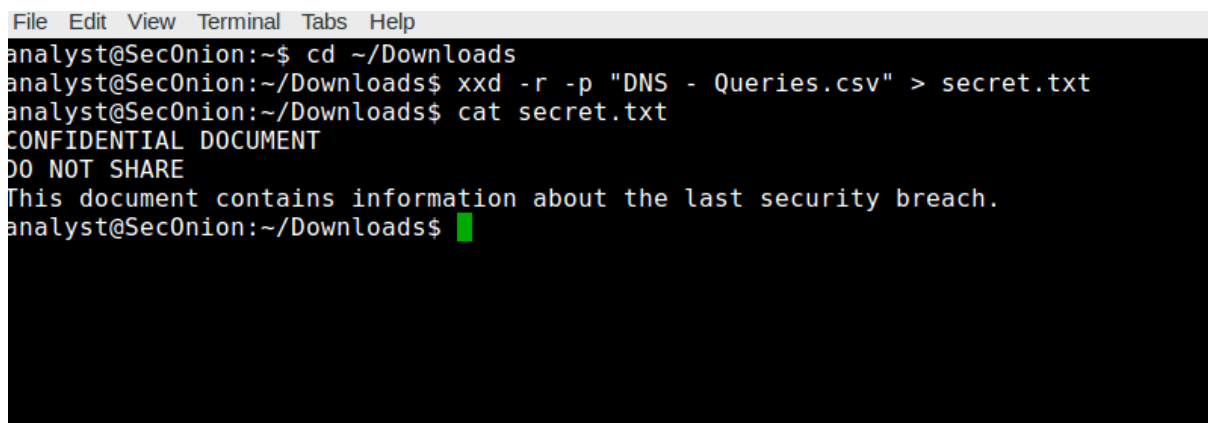 File Edit View Terminal Tabs Help
analyst@SecOnion:~$ cd ~/Downloads
analyst@SecOnion:~/Downloads$ xxd -r -p "DNS - Queries.csv" > secret.txt
analyst@SecOnion:~/Downloads$ cat secret.txt
CONFIDENTIAL DOCUMENT
DO NOT SHARE
This document contains information about the last security breach.
analyst@SecOnion:~/Downloads$